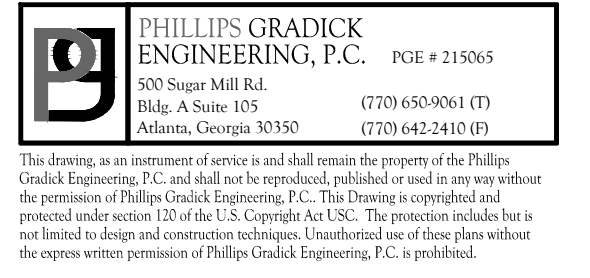 PHILLIPS GRADICK
ENGINEERING, P.C. PGE # 215065
500 Sugar Mill Rd.
Bldg. A Suite 105 (770) 650-9061 (T)
Atlanta, Georgia 30350 (770) 642-2410 (F)
This drawing, as an instrument of service is and shall remain the property of the Phillips
Gradick Engineering, P.C. and shall not be reproduced, published or used in any way without
the permission of Phillips Gradick Engineering, P.C.. This Drawing is copyrighted and
protected under section 120 of the U.S. Copyright Act USC. The protection includes but is
not limited to design and construction techniques. Unauthorized use of these plans without
the express written permission of Phillips Gradick Engineering, P.C. is prohibited.